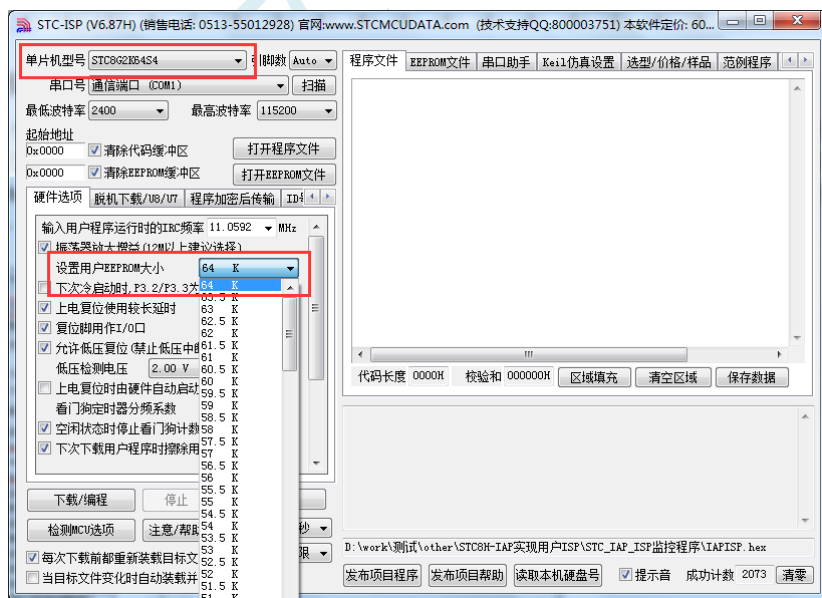 STC-ISP (V6.87H) (销售电话: 0513-55012928) 官网:www.STCMCUDATA.com (技术支持QQ:800003751) 本软件定价: 60...
单片机型号 STC8G2K64S4 引脚数 Auto
串口号 通信端口 (COM1) 扫描
最低波特率 2400 最高波特率 115200
起始地址
0x0000 清除代码缓冲区 打开程序文件
0x0000 清除EEPROM缓冲区 打开EEPROM文件
硬件选项 脱机下载/U8/U7 程序加密后传输
输入用户程序运行时的IRC频率 11.0592 MHz
振荡器放大增益(12M以上建议选择)
设置用户EEPROM大小 64 K
下次冷启动时,P3.2/P3.3为
上电复位使用较长延时
复位脚用作I/O口
允许低压复位(禁止低压中
低压检测电压 2.00 V
上电复位时由硬件自动启动
看门狗定时器分频系数
空闲状态时停止看门狗计数
下次下载用户程序时擦除用
64 K
63.5 K
63 K
62.5 K
62 K
61.5 K
61 K
60.5 K
60 K
59.5 K
59 K
58.5 K
58 K
57.5 K
57 K
56.5 K
56 K
55.5 K
55 K
54.5 K
54 K
53.5 K
53 K
52.5 K
52 K
51.5 K
51 K
下载/编程 停止
检测MCU选项 注意/帮助 秒
每次下载前都重新装载目标文 限
当目标文件变化时自动装载并
程序文件 EEPROM文件 串口助手 Keil仿真设置 选型/价格/样品 范例程序
代码长度 0000H 校验和 000000H 区域填充 清空区域 保存数据
D:\work\测试\other\STC8H-IAP实现用户ISP\STC_IAP_ISP监控程序\IAPISP.hex
发布项目程序 发布项目帮助 读取本机硬盘号 提示音 成功计数 2073 清零